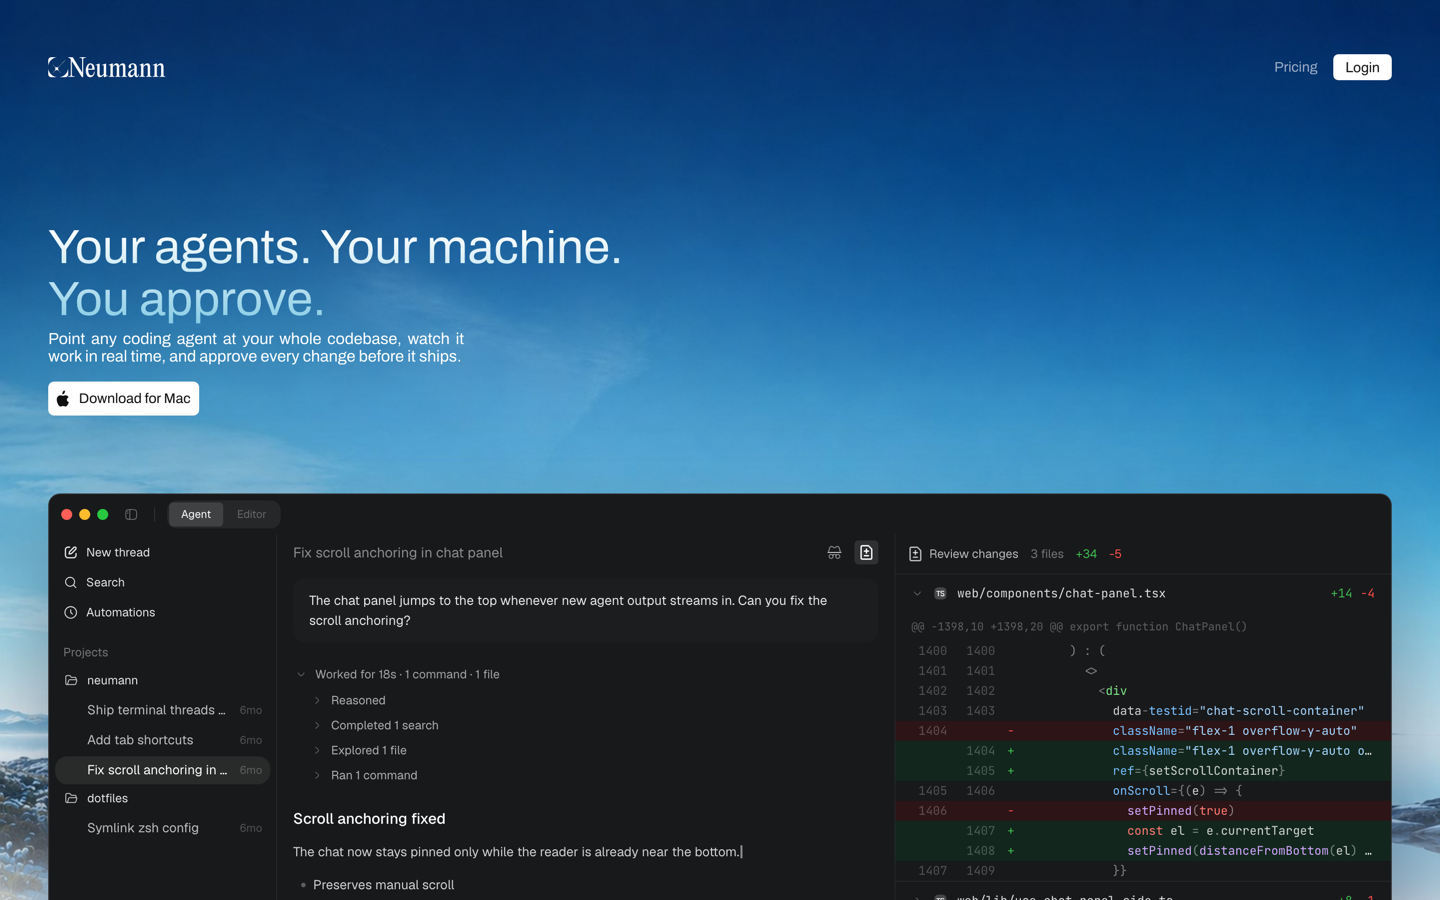 Neumann
Pricing
Login
Your agents. Your machine.
You approve.
Point any coding agent at your whole codebase, watch it
work in real time, and approve every change before it ships.
Download for Mac
Agent
Editor
New thread
Search
Automations
Projects
neumann
Ship terminal threads ... 6mo
Add tab shortcuts 6mo
Fix scroll anchoring in ... 6mo
dotfiles
Symlink zsh config 6mo
Fix scroll anchoring in chat panel
The chat panel jumps to the top whenever new agent output streams in. Can you fix the
scroll anchoring?
Worked for 18s · 1 command · 1 file
Reasoned
Completed 1 search
Explored 1 file
Ran 1 command
Scroll anchoring fixed
The chat now stays pinned only while the reader is already near the bottom.
• Preserves manual scroll
Review changes 3 files +34 -5
TS web/components/chat-panel.tsx +14 -4
@@ -1398,10 +1398,20 @@ export function ChatPanel()
1400 1400 ) : (
1401 1401 <>
1402 1402 <div
1403 1403 data-testid="chat-scroll-container"
1404 - className="flex-1 overflow-y-auto"
1404 + className="flex-1 overflow-y-auto o...
1405 + ref={setScrollContainer}
1405 1406 onScroll={(e) => {
1406 - setPinned(true)
1407 + const el = e.currentTarget
1408 + setPinned(distanceFromBottom(el) ...
1407 1409 }}